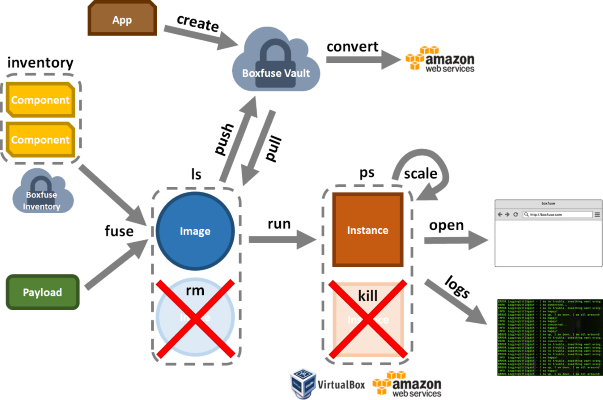 App
create
Boxfuse Vault
convert
amazon
web services
inventory
Component
Component
Boxfuse
Inventory
push
pull
ls
ps
scale
fuse
Image
run
Instance
open
boxfuse
http://boxfuse.com
Payload
rm
kill
logs
VirtualBox
amazon
web services